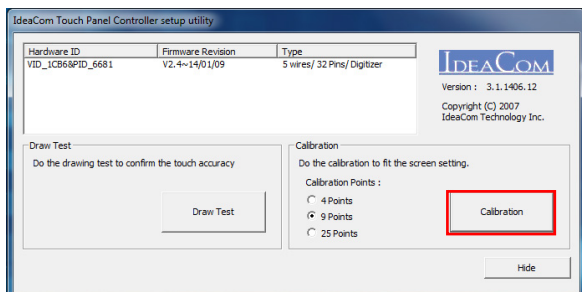 IdeaCom Touch Panel Controller setup utility
Hardware ID Firmware Revision Type
VID_1CB6&PID_6681 V2.4~14/01/09 5 wires/ 32 Pins/ Digitizer
IDEACOM
Version : 3.1.1406.12
Copyright (C) 2007
IdeaCom Technology Inc.
Draw Test
Do the drawing test to confirm the touch accuracy
Draw Test
Calibration
Do the calibration to fit the screen setting.
Calibration Points :
4 Points
9 Points
25 Points
Calibration
Hide